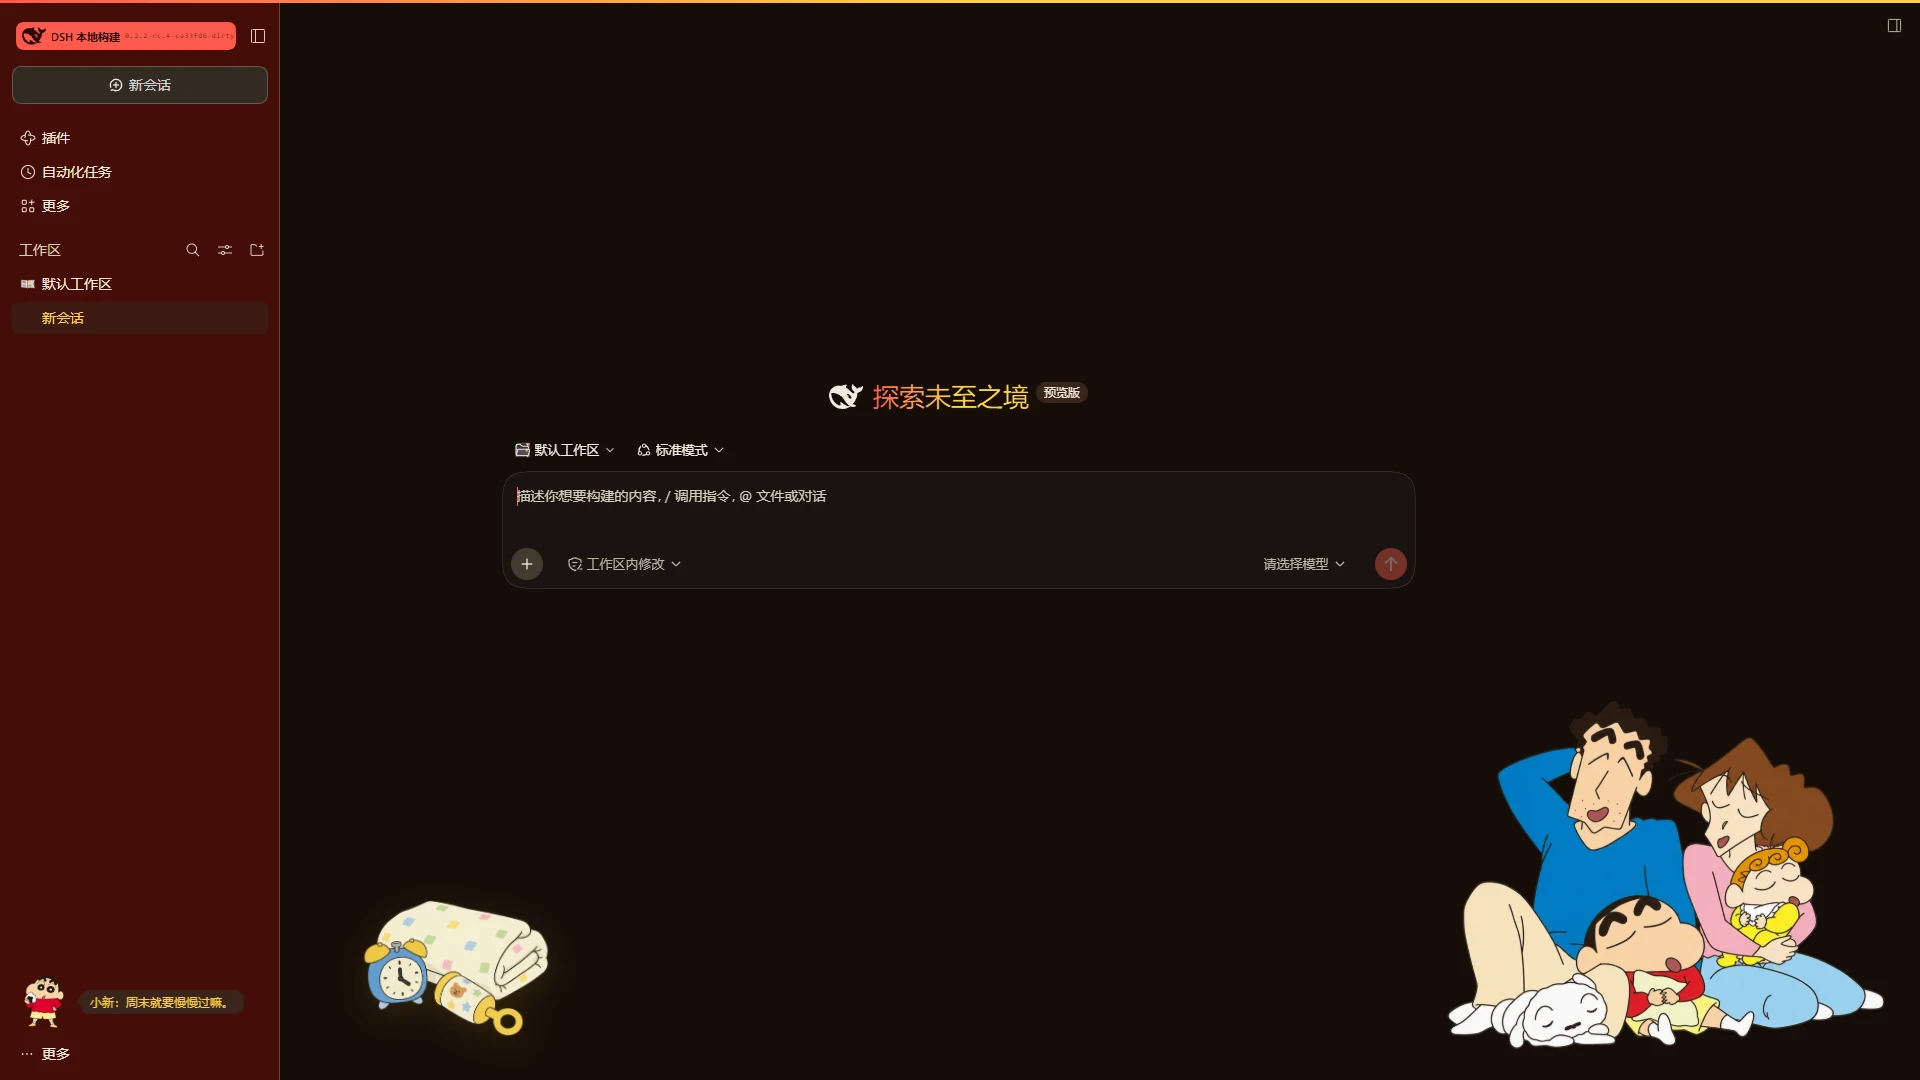 DSH 本地构建
新会话
插件
自动化任务
更多
工作区
默认工作区
新会话
探索未至之境 预览版
默认工作区 标准模式
描述你想要构建的内容, / 调用指令, @ 文件或对话
工作区内修改 请选择模型
小新：周末就要慢慢过嘛。
更多